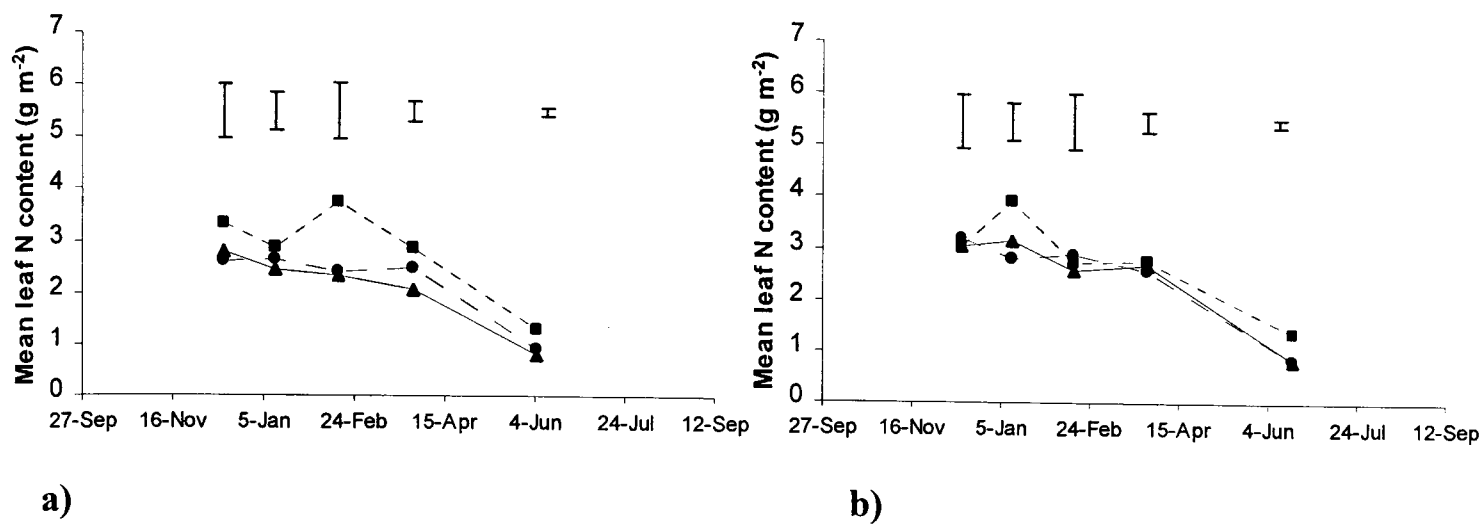 Mean leaf N content (g m-2)
7
6
5
4
3
2
1
0
27-Sep 16-Nov 5-Jan 24-Feb 15-Apr 4-Jun 24-Jul 12-Sep
a)
Mean leaf N content (g m-2)
7
6
5
4
3
2
1
0
27-Sep 16-Nov 5-Jan 24-Feb 15-Apr 4-Jun 24-Jul 12-Sep
b)